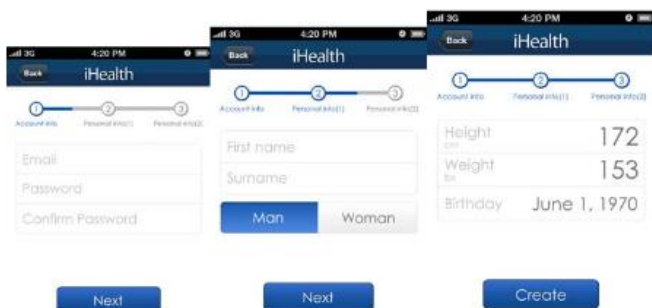 3G 4:20 PM
Back iHealth
1 2 3
Account Info Personal Info(1) Personal Info(2)
Email
Password
Confirm Password
Next
3G 4:20 PM
Back iHealth
1 2 3
Account Info Personal Info(1) Personal Info(2)
First name
Surname
Man Woman
Next
3G 4:20 PM
Back iHealth
1 2 3
Account Info Personal Info(1) Personal Info(2)
Height 172
cm
Weight 153
lbs
Birthday June 1, 1970
Create